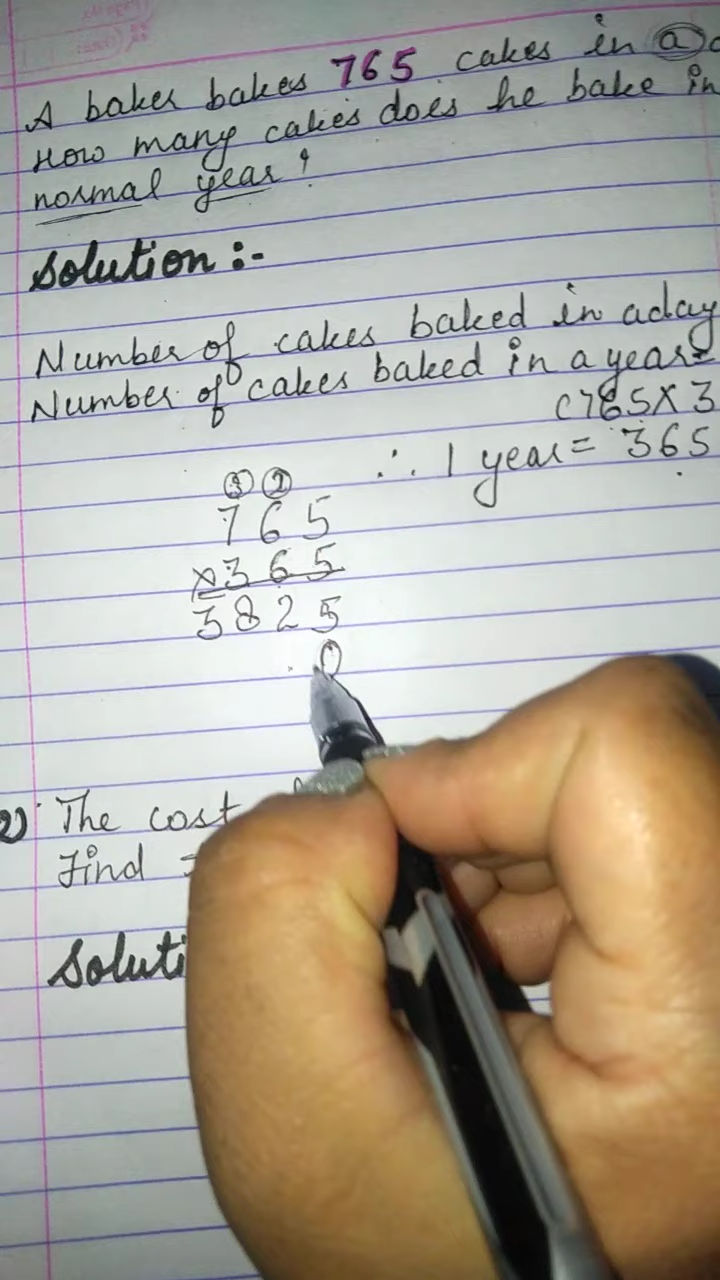 A baker bakes 765 cakes in a
How many cakes does he bake in
normal year?
Solution :-
Number of cakes baked in a day
Number of cakes baked in a year =
(765 X 3
∴ 1 year = 365
3 2
7 6 5
X 3 6 5
3 8 2 5
0
2) The cost
Find
Soluti